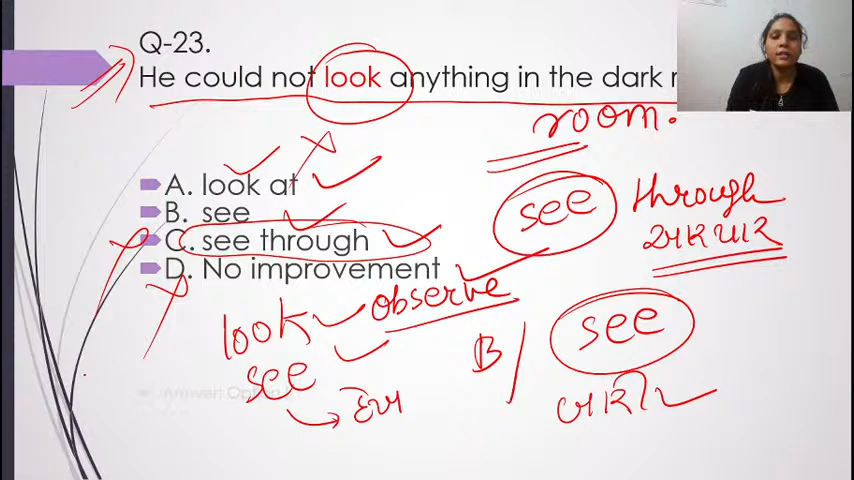 Q-23.
He could not look anything in the dark
room.
A. look at
B. see
C. see through
D. No improvement
see through
look observe
see
B/ see